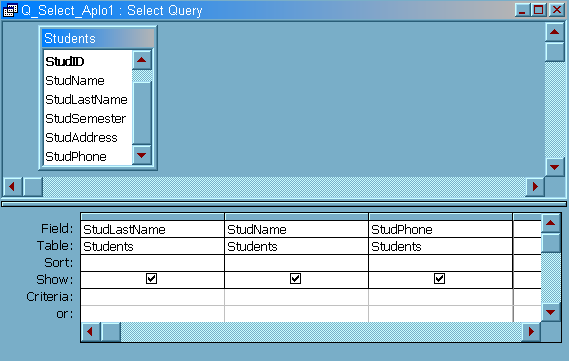 Q_Select_Aplo1 : Select Query
Students
StudID
StudName
StudLastName
StudSemester
StudAddress
StudPhone
Field: StudLastName StudName StudPhone
Table: Students Students Students
Sort:
Show:
Criteria:
or: